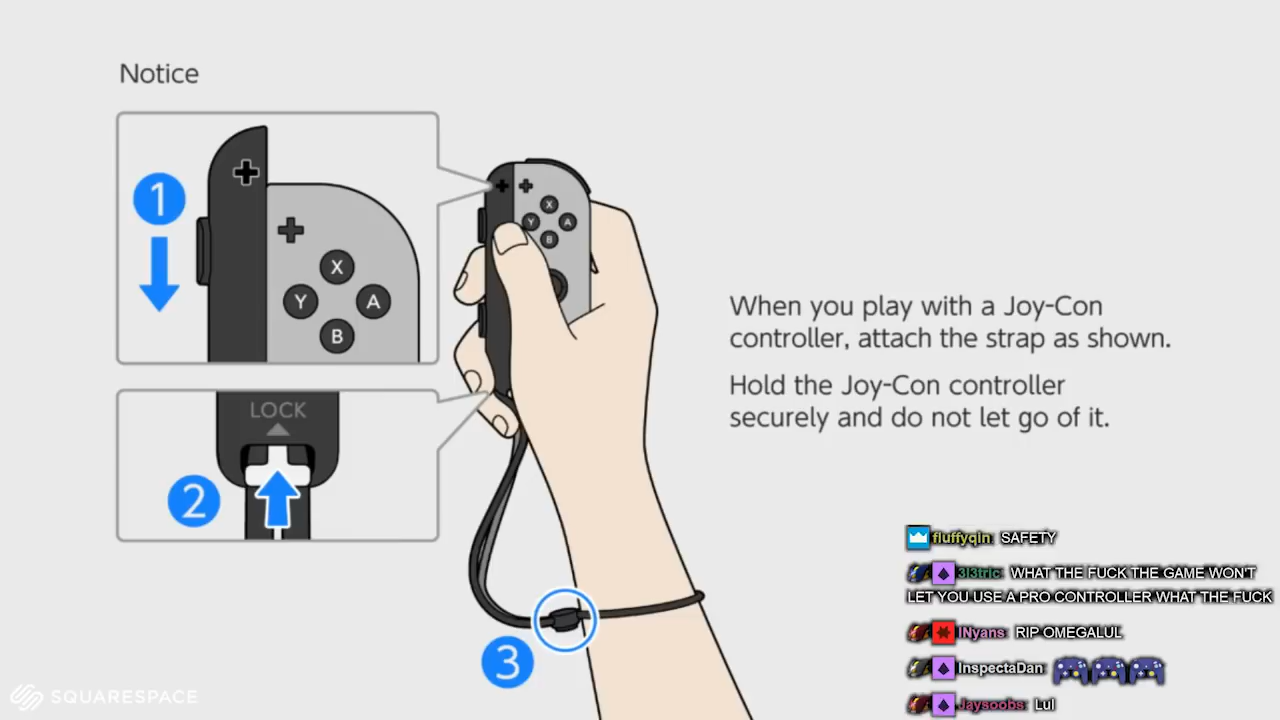 Notice
1
X
Y
A
B
X
Y
A
B
LOCK
2
3
When you play with a Joy-Con
controller, attach the strap as shown.
Hold the Joy-Con controller
securely and do not let go of it.
fluffyqin: SAFETY
3l3tric: WHAT THE FUCK THE GAME WON'T
LET YOU USE A PRO CONTROLLER WHAT THE FUCK
INyans: RIP OMEGALUL
InspectaDan:
Jaysoobs: Lul
SQUARESPACE